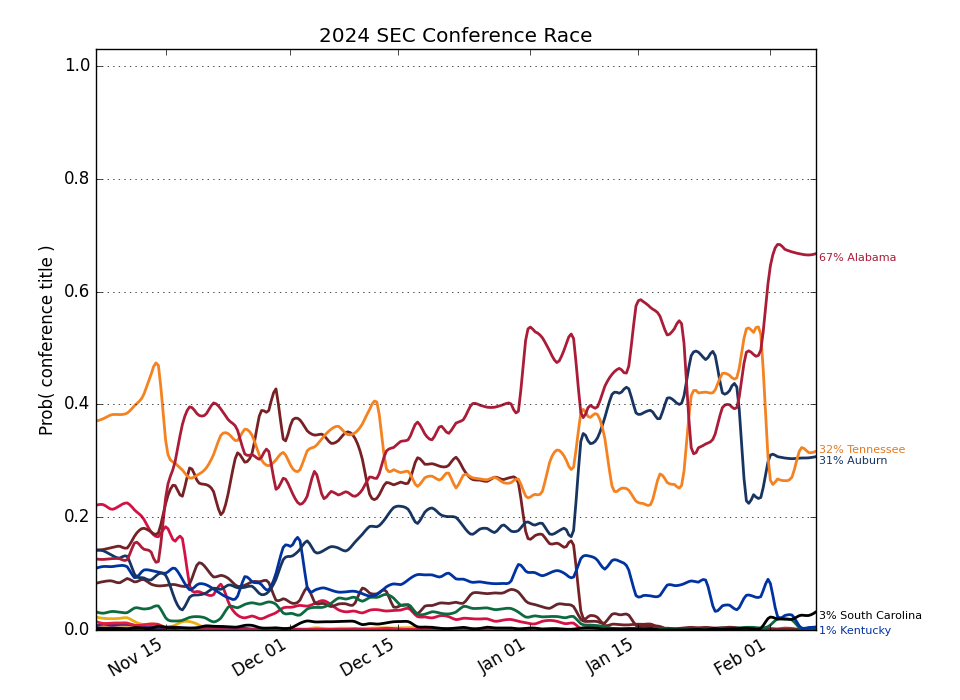 2024 SEC Conference Race
Prob( conference title )
1.0
0.8
0.6
0.4
0.2
0.0
67% Alabama
32% Tennessee
31% Auburn
3% South Carolina
1% Kentucky
Nov 15
Dec 01
Dec 15
Jan 01
Jan 15
Feb 01